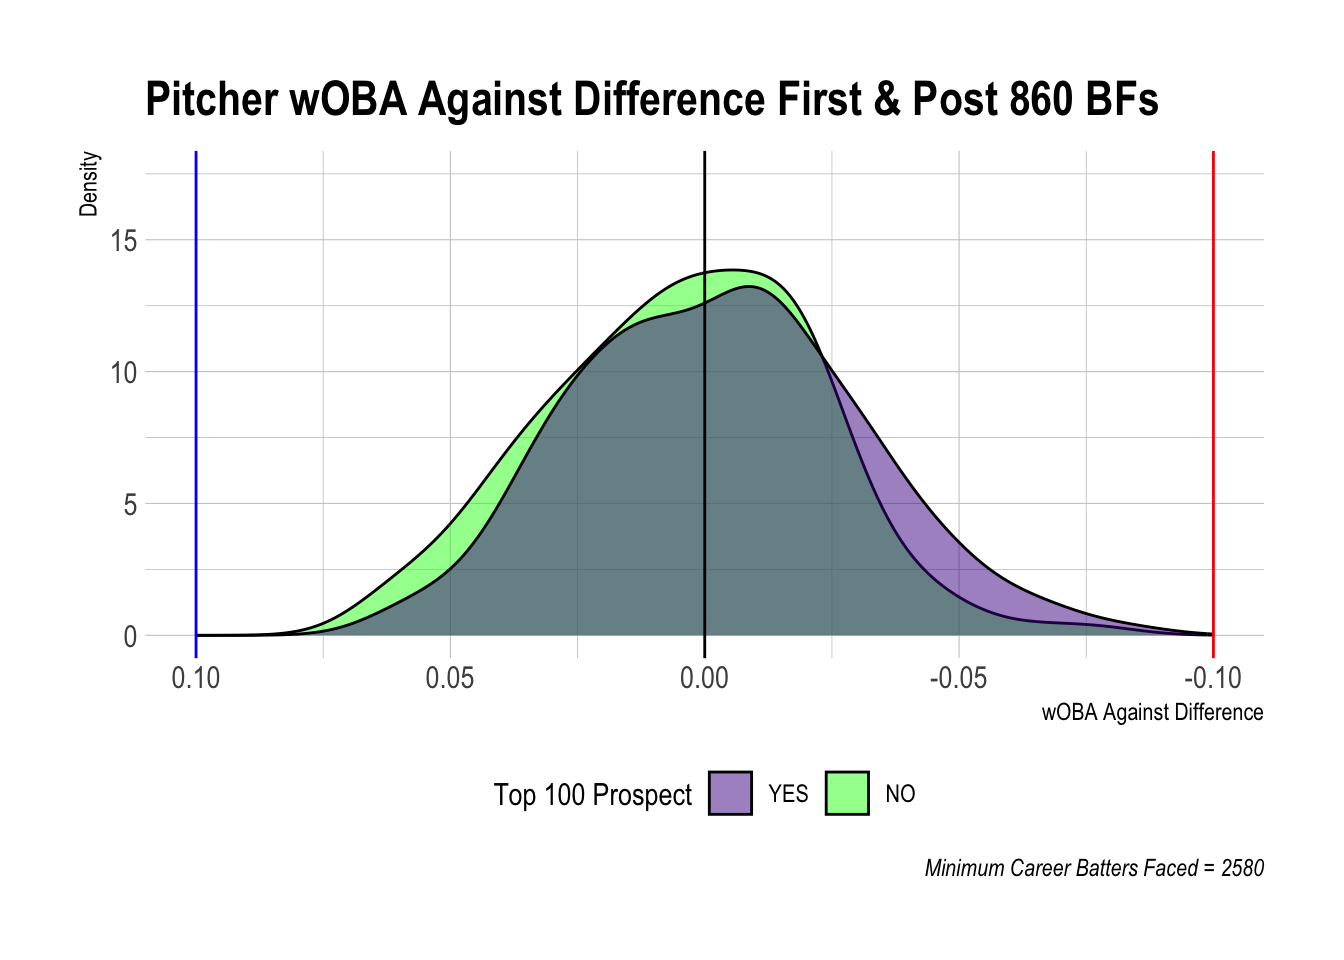 Pitcher wOBA Against Difference First & Post 860 BFs
Density
15
10
5
0
0.10 0.05 0.00 -0.05 -0.10
wOBA Against Difference
Top 100 Prospect YES NO
Minimum Career Batters Faced = 2580